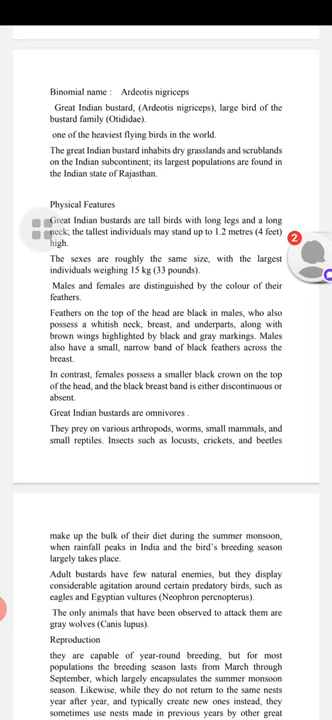 Binomial name : Ardeotis nigriceps
Great Indian bustard, (Ardeotis nigriceps), large bird of the
bustard family (Otididae).
one of the heaviest flying birds in the world.
The great Indian bustard inhabits dry grasslands and scrublands
on the Indian subcontinent; its largest populations are found in
the Indian state of Rajasthan.
Physical Features
Great Indian bustards are tall birds with long legs and a long
neck; the tallest individuals may stand up to 1.2 metres (4 feet)
high.
2
The sexes are roughly the same size, with the largest
individuals weighing 15 kg (33 pounds).
Males and females are distinguished by the colour of their
feathers.
Feathers on the top of the head are black in males, who also
possess a whitish neck, breast, and underparts, along with
brown wings highlighted by black and gray markings. Males
also have a small, narrow band of black feathers across the
breast.
In contrast, females possess a smaller black crown on the top
of the head, and the black breast band is either discontinuous or
absent.
Great Indian bustards are omnivores .
They prey on various arthropods, worms, small mammals, and
small reptiles. Insects such as locusts, crickets, and beetles
make up the bulk of their diet during the summer monsoon,
when rainfall peaks in India and the bird's breeding season
largely takes place.
Adult bustards have few natural enemies, but they display
considerable agitation around certain predatory birds, such as
eagles and Egyptian vultures (Neophron percnopterus).
The only animals that have been observed to attack them are
gray wolves (Canis lupus).
Reproduction
they are capable of year-round breeding, but for most
populations the breeding season lasts from March through
September, which largely encapsulates the summer monsoon
season. Likewise, while they do not return to the same nests
year after year, and typically create new ones instead, they
sometimes use nests made in previous years by other great